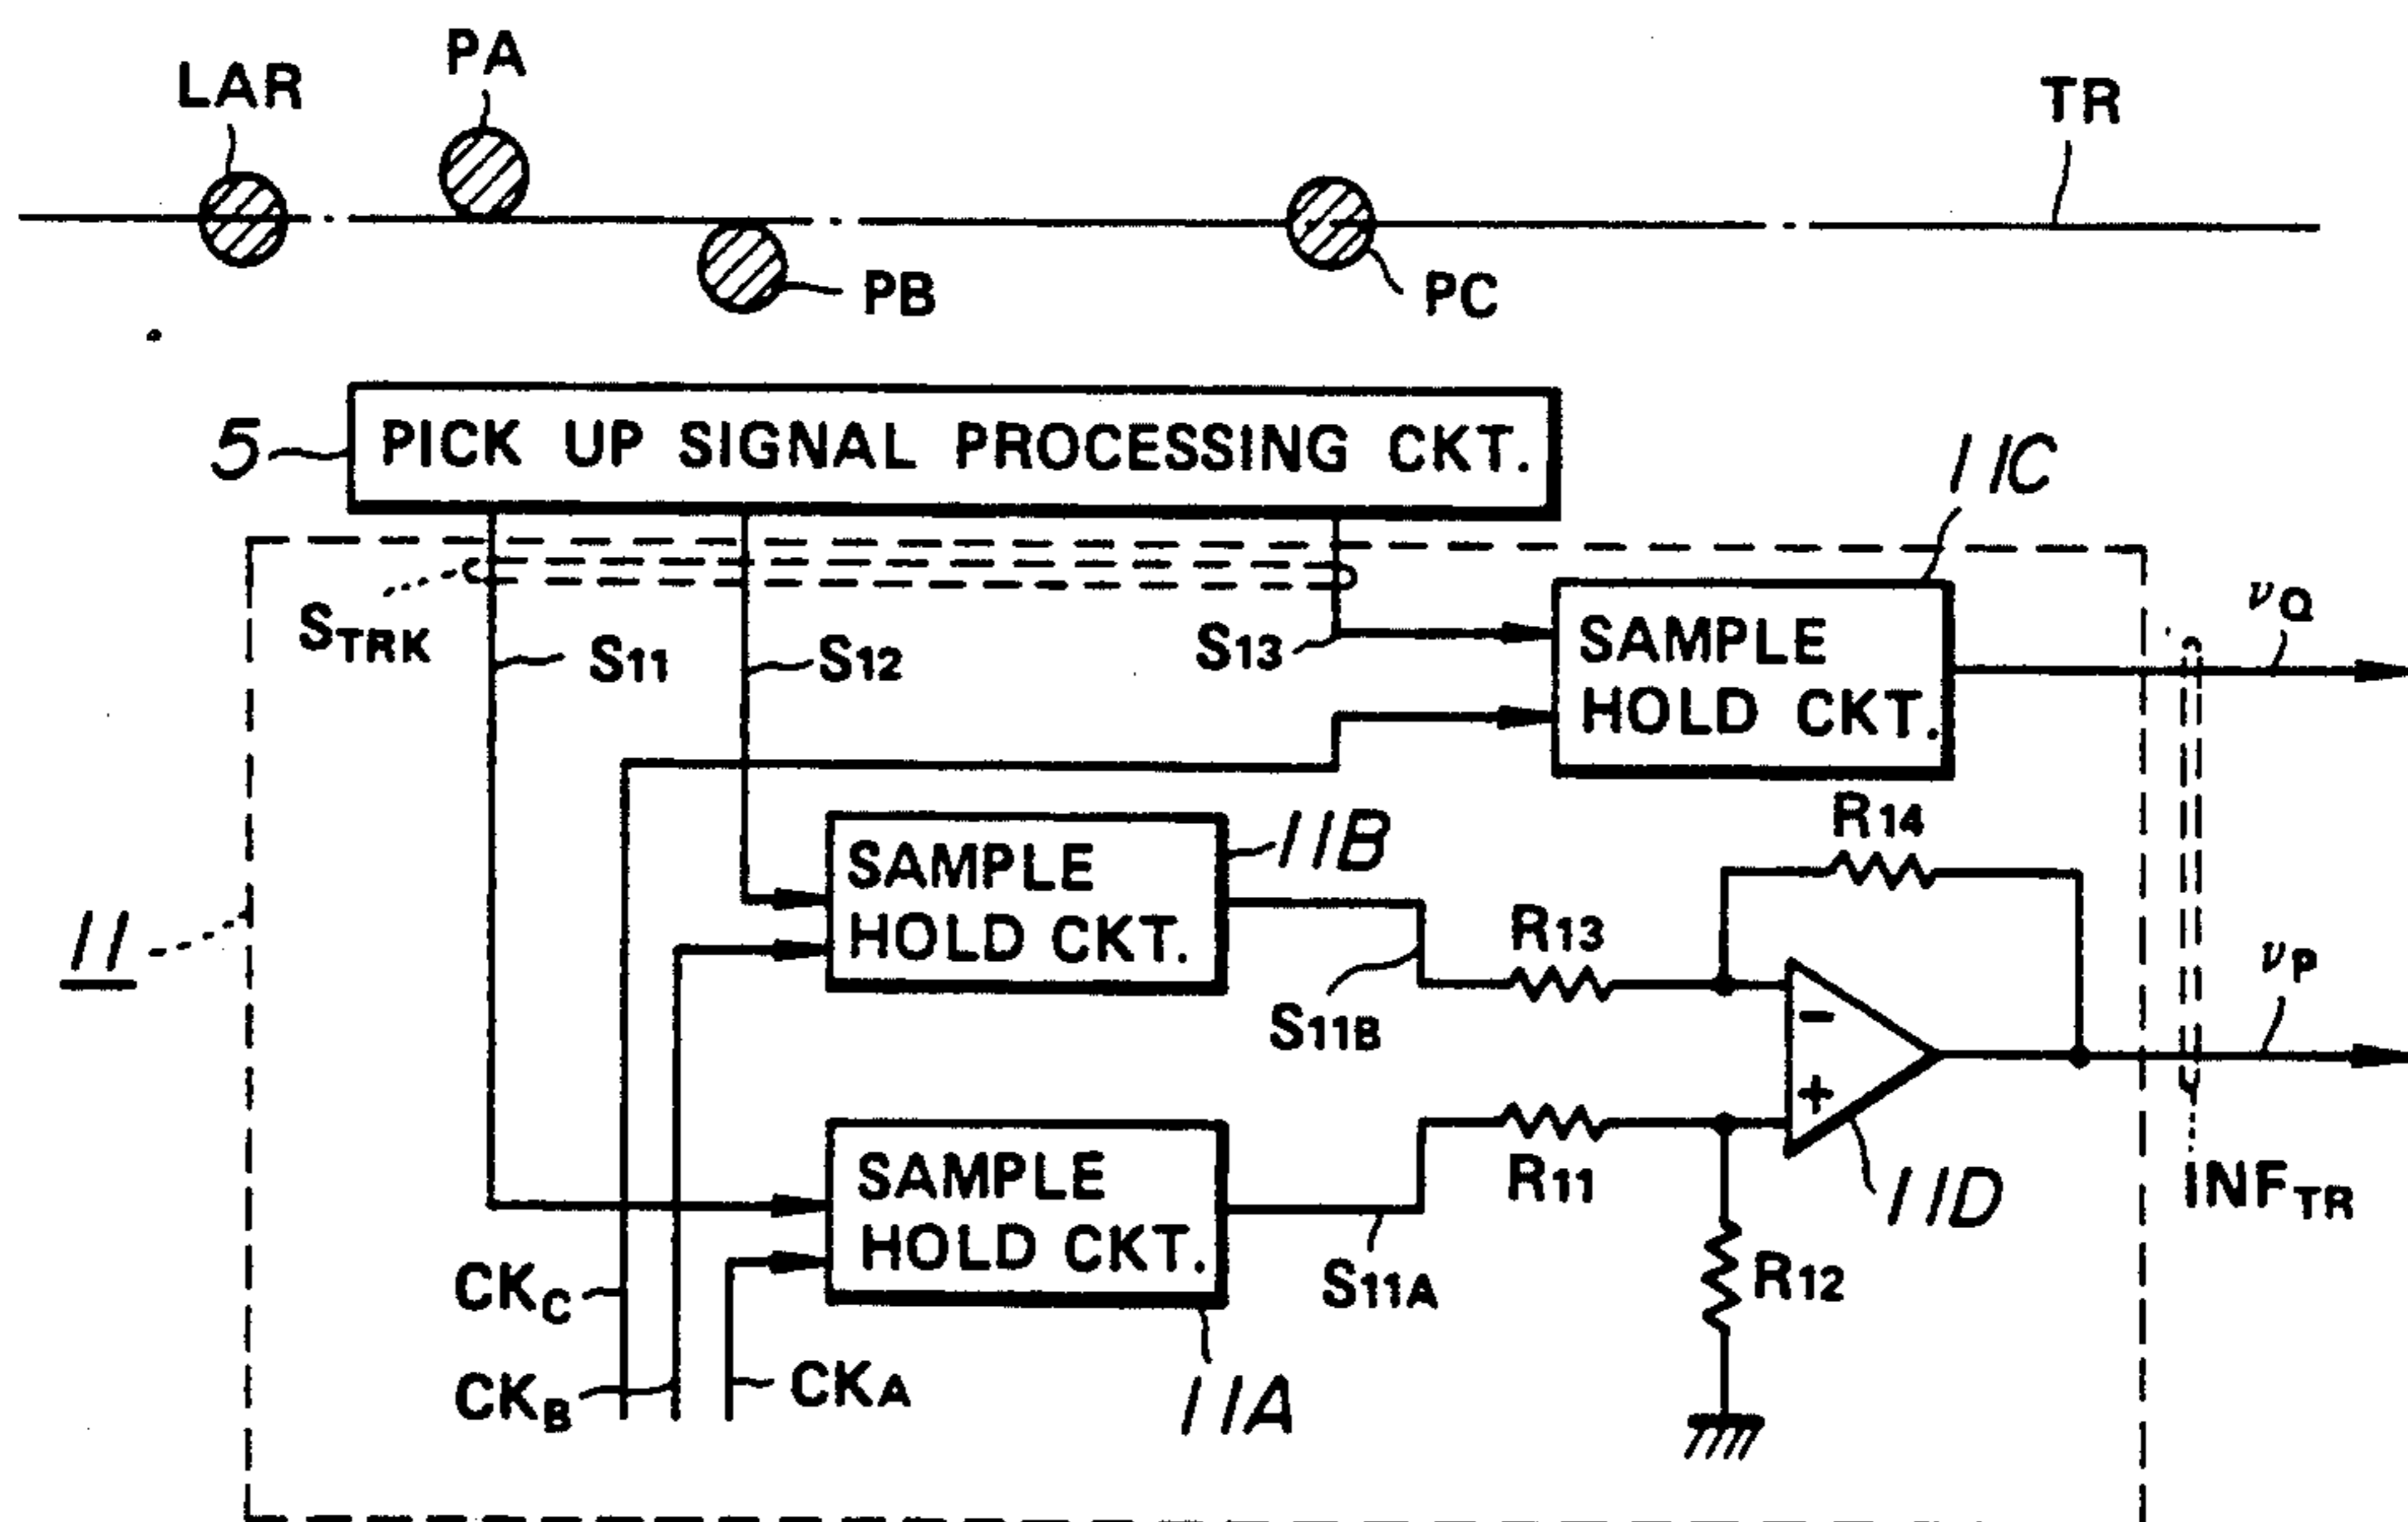 LAR
PA
TR
PB
PC
5
PICK UP SIGNAL PROCESSING CKT.
11C
STRK
S11
S12
S13
SAMPLE
HOLD CKT.
νQ
11
SAMPLE
HOLD CKT.
11B
R14
R13
S11B
νP
SAMPLE
HOLD CKT.
R11
11D
INFTR
CKC
S11A
R12
CKB
CKA
11A
−
+